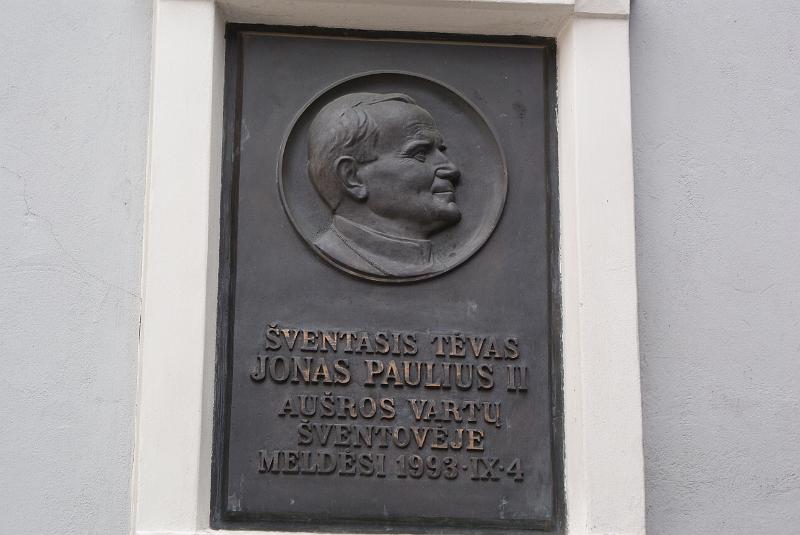 ŠVENTASIS TĖVAS
JONAS PAULIUS II
AUŠROS VARTŲ
ŠVENTOVĖJE
MELDĖSI 1993·IX·4